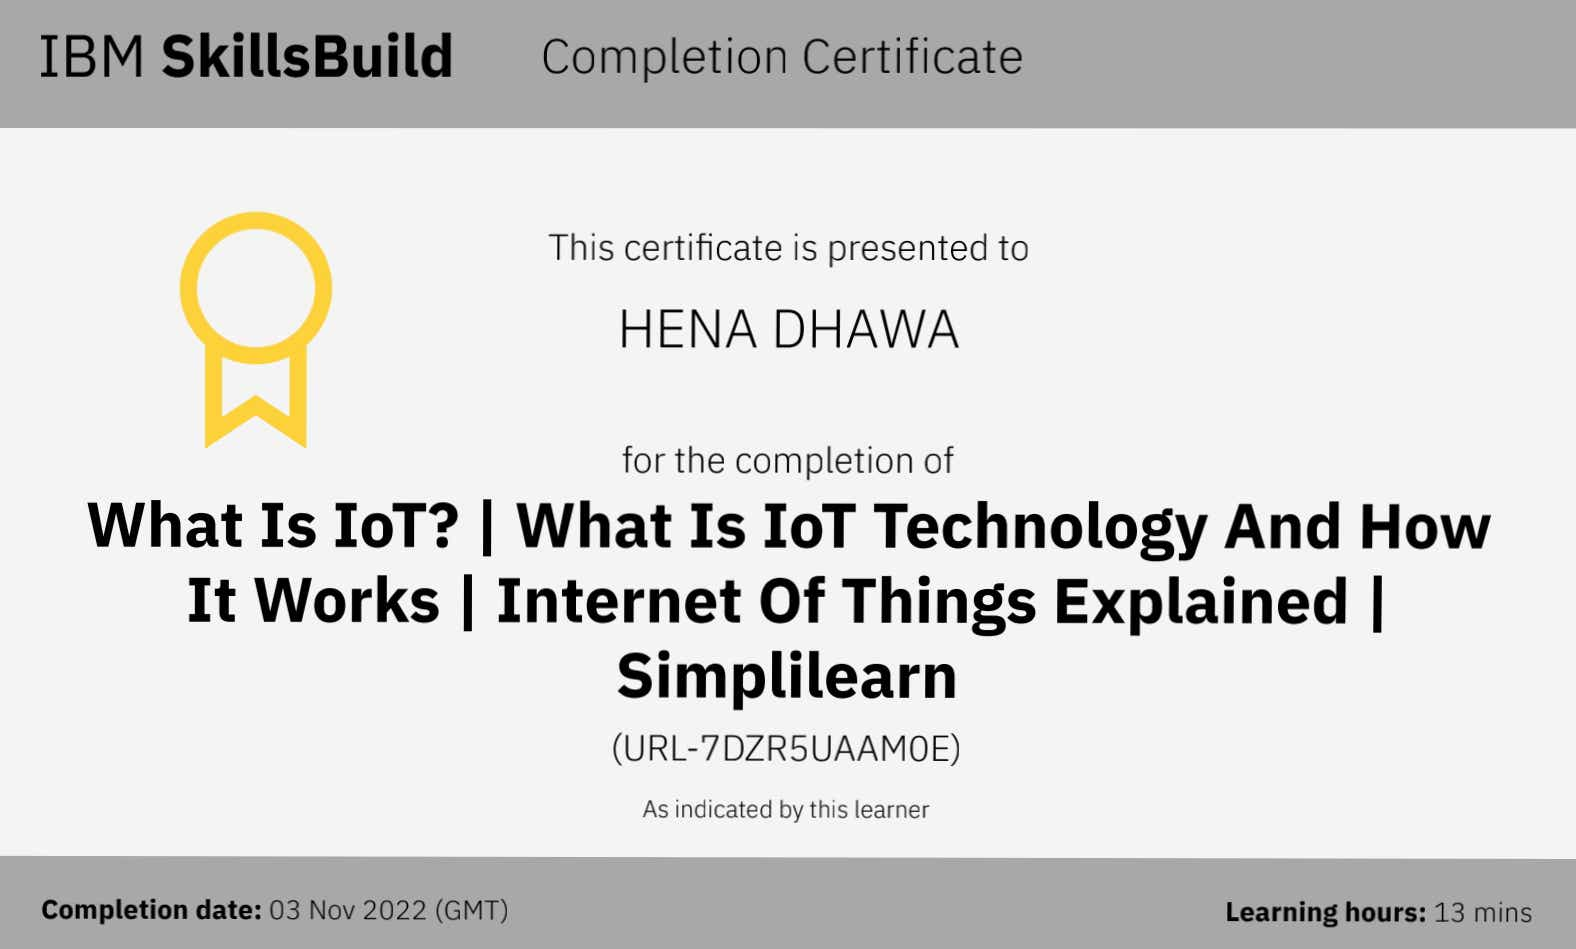 IBM SkillsBuild Completion Certificate
This certificate is presented to
HENA DHAWA
for the completion of
What Is IoT? | What Is IoT Technology And How
It Works | Internet Of Things Explained |
Simplilearn
(URL-7DZR5UAAM0E)
As indicated by this learner
Completion date: 03 Nov 2022 (GMT)
Learning hours: 13 mins